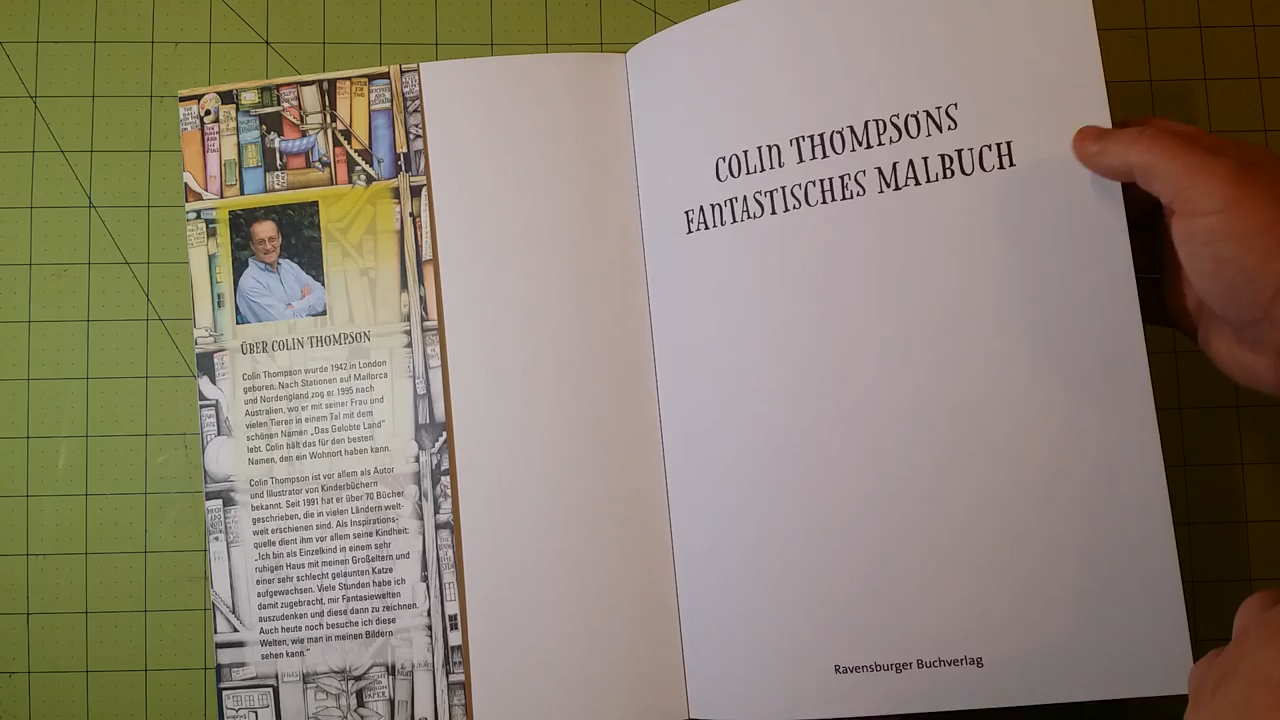 ÜBER COLIN THOMPSON
Colin Thompson wurde 1942 in London
geboren. Nach Stationen auf Mallorca
und Nordengland zog er 1995 nach
Australien, wo er mit seiner Frau und
vielen Tieren in einem Tal mit dem
schönen Namen „Das Gelobte Land“
lebt. Colin hält das für den besten
Namen, den ein Wohnort haben kann.
Colin Thompson ist vor allem als Autor
und Illustrator von Kinderbüchern
bekannt. Seit 1991 hat er über 70 Bücher
geschrieben, die in vielen Ländern welt-
weit erschienen sind. Als Inspirations-
quelle dient ihm vor allem seine Kindheit:
„Ich bin als Einzelkind in einem sehr
ruhigen Haus mit meinen Großeltern und
einer sehr schlecht gelaunten Katze
aufgewachsen. Viele Stunden habe ich
damit zugebracht, mir Fantasiewelten
auszudenken und diese dann zu zeichnen.
Auch heute noch besuche ich diese
Welten, wie man in meinen Bildern
sehen kann.“
COLIN THOMPSONS
FANTASTISCHES MALBUCH
Ravensburger Buchverlag